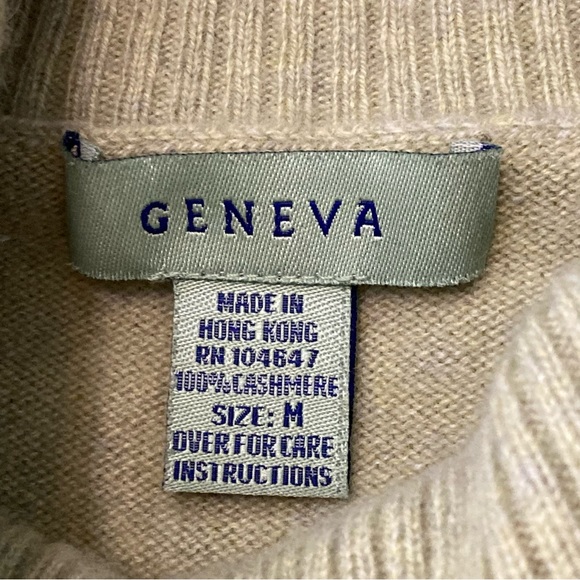 GENEVA
MADE IN
HONG KONG
RN 104647
100% CASHMERE
SIZE: M
OVER FOR CARE
INSTRUCTIONS